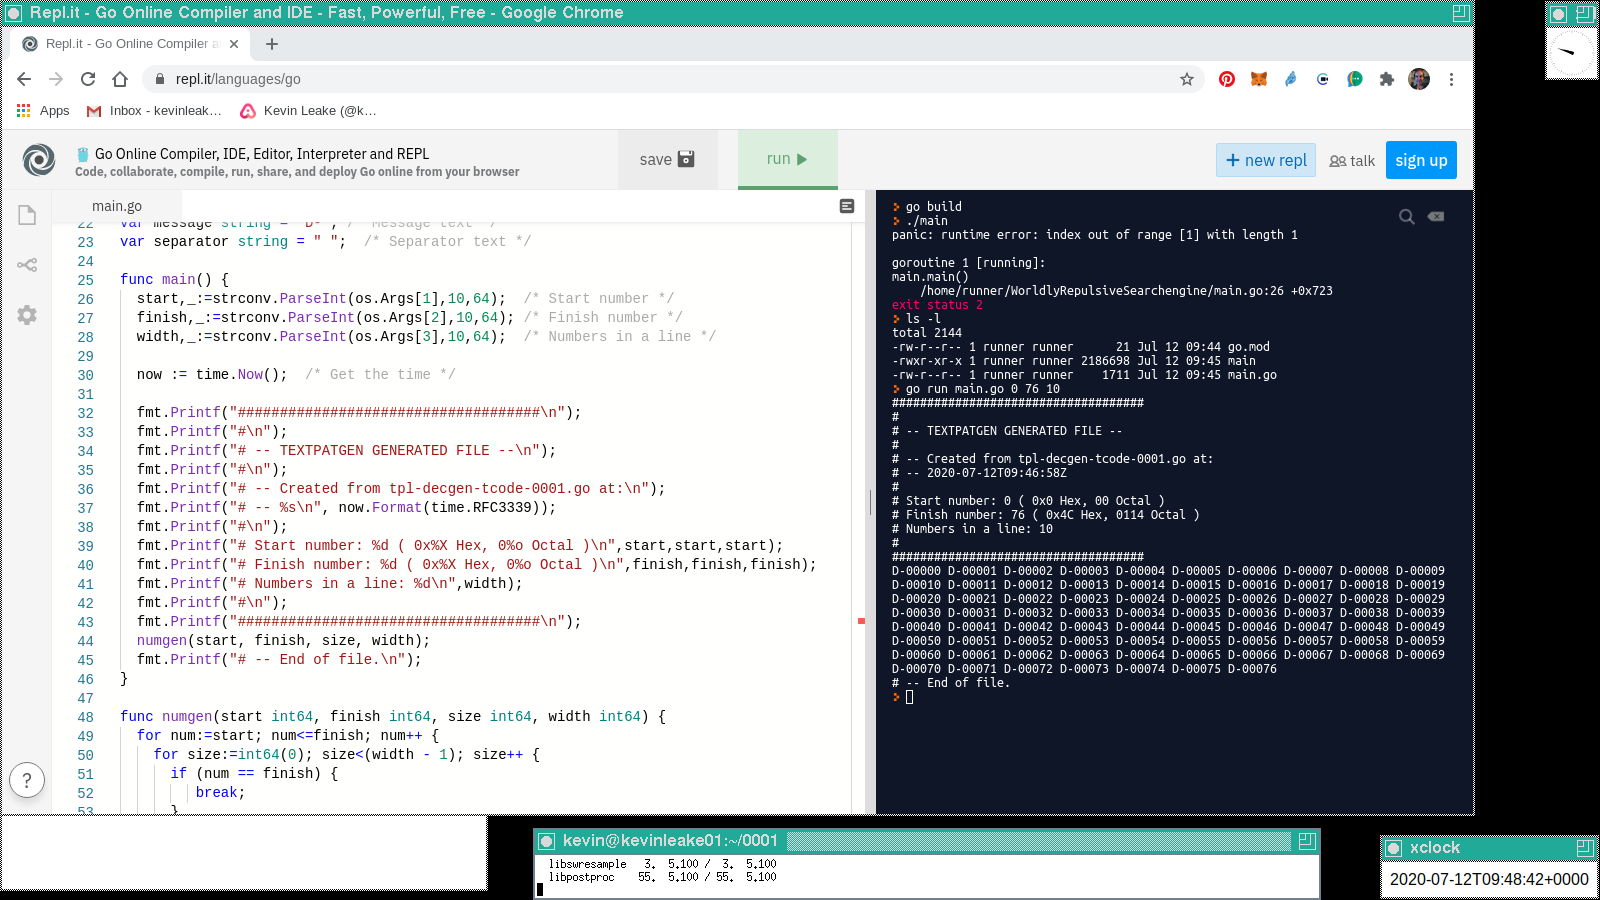 Repl.it - Go Online Compiler and IDE - Fast, Powerful, Free - Google Chrome
Repl.it - Go Online Compiler a
repl.it/languages/go
Apps Inbox - kevinleak... Kevin Leake (@k...
Go Online Compiler, IDE, Editor, Interpreter and REPL
Code, collaborate, compile, run, share, and deploy Go online from your browser
save
run
+ new repl
talk
sign up
main.go
22 var message string = "D-"; /* Message text */
23 var separator string = " ";  /* Separator text */
24
25 func main() {
26   start,_:=strconv.ParseInt(os.Args[1],10,64);  /* Start number */
27   finish,_:=strconv.ParseInt(os.Args[2],10,64); /* Finish number */
28   width,_:=strconv.ParseInt(os.Args[3],10,64);  /* Numbers in a line */
29
30   now := time.Now();  /* Get the time */
31
32   fmt.Printf("####################################\n");
33   fmt.Printf("#\n");
34   fmt.Printf("# -- TEXTPATGEN GENERATED FILE --\n");
35   fmt.Printf("#\n");
36   fmt.Printf("# -- Created from tpl-decgen-tcode-0001.go at:\n");
37   fmt.Printf("# -- %s\n", now.Format(time.RFC3339));
38   fmt.Printf("#\n");
39   fmt.Printf("# Start number: %d ( 0x%X Hex, 0%o Octal )\n",start,start,start);
40   fmt.Printf("# Finish number: %d ( 0x%X Hex, 0%o Octal )\n",finish,finish,finish);
41   fmt.Printf("# Numbers in a line: %d\n",width);
42   fmt.Printf("#\n");
43   fmt.Printf("####################################\n");
44   numgen(start, finish, size, width);
45   fmt.Printf("# -- End of file.\n");
46 }
47
48 func numgen(start int64, finish int64, size int64, width int64) {
49   for num:=start; num<=finish; num++ {
50     for size:=int64(0); size<(width - 1); size++ {
51       if (num == finish) {
52          break;
53       }
?
go build
./main
panic: runtime error: index out of range [1] with length 1
goroutine 1 [running]:
main.main()
    /home/runner/WorldlyRepulsiveSearchengine/main.go:26 +0x723
exit status 2
ls -l
total 2144
-rw-r--r-- 1 runner runner      21 Jul 12 09:44 go.mod
-rwxr-xr-x 1 runner runner 2186698 Jul 12 09:45 main
-rw-r--r-- 1 runner runner    1711 Jul 12 09:45 main.go
go run main.go 0 76 10
####################################
#
# -- TEXTPATGEN GENERATED FILE --
#
# -- Created from tpl-decgen-tcode-0001.go at:
# -- 2020-07-12T09:46:58Z
#
# Start number: 0 ( 0x0 Hex, 00 Octal )
# Finish number: 76 ( 0x4C Hex, 0114 Octal )
# Numbers in a line: 10
#
####################################
D-00000 D-00001 D-00002 D-00003 D-00004 D-00005 D-00006 D-00007 D-00008 D-00009
D-00010 D-00011 D-00012 D-00013 D-00014 D-00015 D-00016 D-00017 D-00018 D-00019
D-00020 D-00021 D-00022 D-00023 D-00024 D-00025 D-00026 D-00027 D-00028 D-00029
D-00030 D-00031 D-00032 D-00033 D-00034 D-00035 D-00036 D-00037 D-00038 D-00039
D-00040 D-00041 D-00042 D-00043 D-00044 D-00045 D-00046 D-00047 D-00048 D-00049
D-00050 D-00051 D-00052 D-00053 D-00054 D-00055 D-00056 D-00057 D-00058 D-00059
D-00060 D-00061 D-00062 D-00063 D-00064 D-00065 D-00066 D-00067 D-00068 D-00069
D-00070 D-00071 D-00072 D-00073 D-00074 D-00075 D-00076
# -- End of file.
kevin@kevinleake01:~/0001
libswresample   3.  5.100 /  3.  5.100
libpostproc    55.  5.100 / 55.  5.100
xclock
2020-07-12T09:48:42+0000